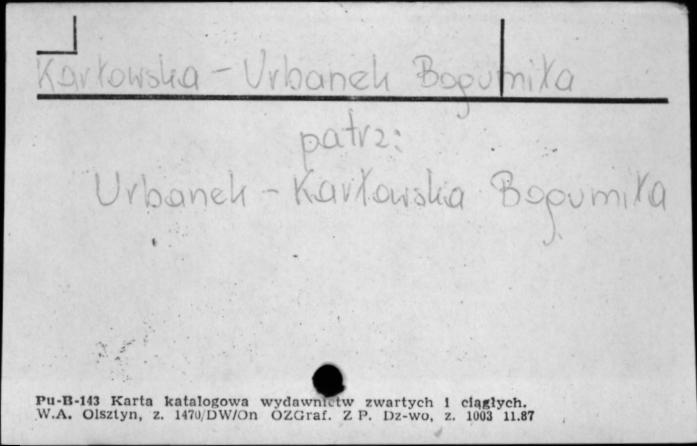 Karłowska - Urbanek Bogumiła
patrz:
Urbanek - Karłowska Bogumiła
Pu-B-143 Karta katalogowa wydawnictw zwartych i ciągłych.
W.A. Olsztyn, z. 1470/DW/On OZGraf. Z P. Dz-wo, z. 1003 11.87